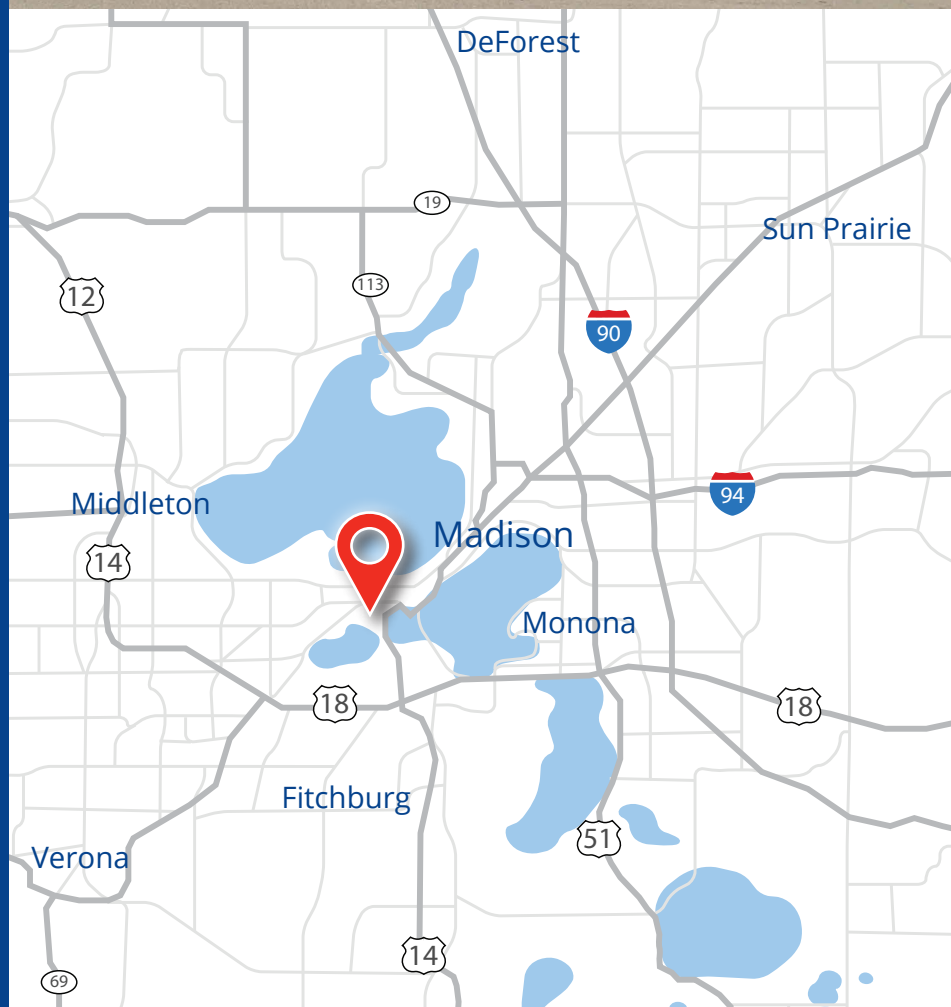 DeForest
19
Sun Prairie
113
12
90
94
Middleton
Madison
14
Monona
18
18
Fitchburg
51
Verona
14
69